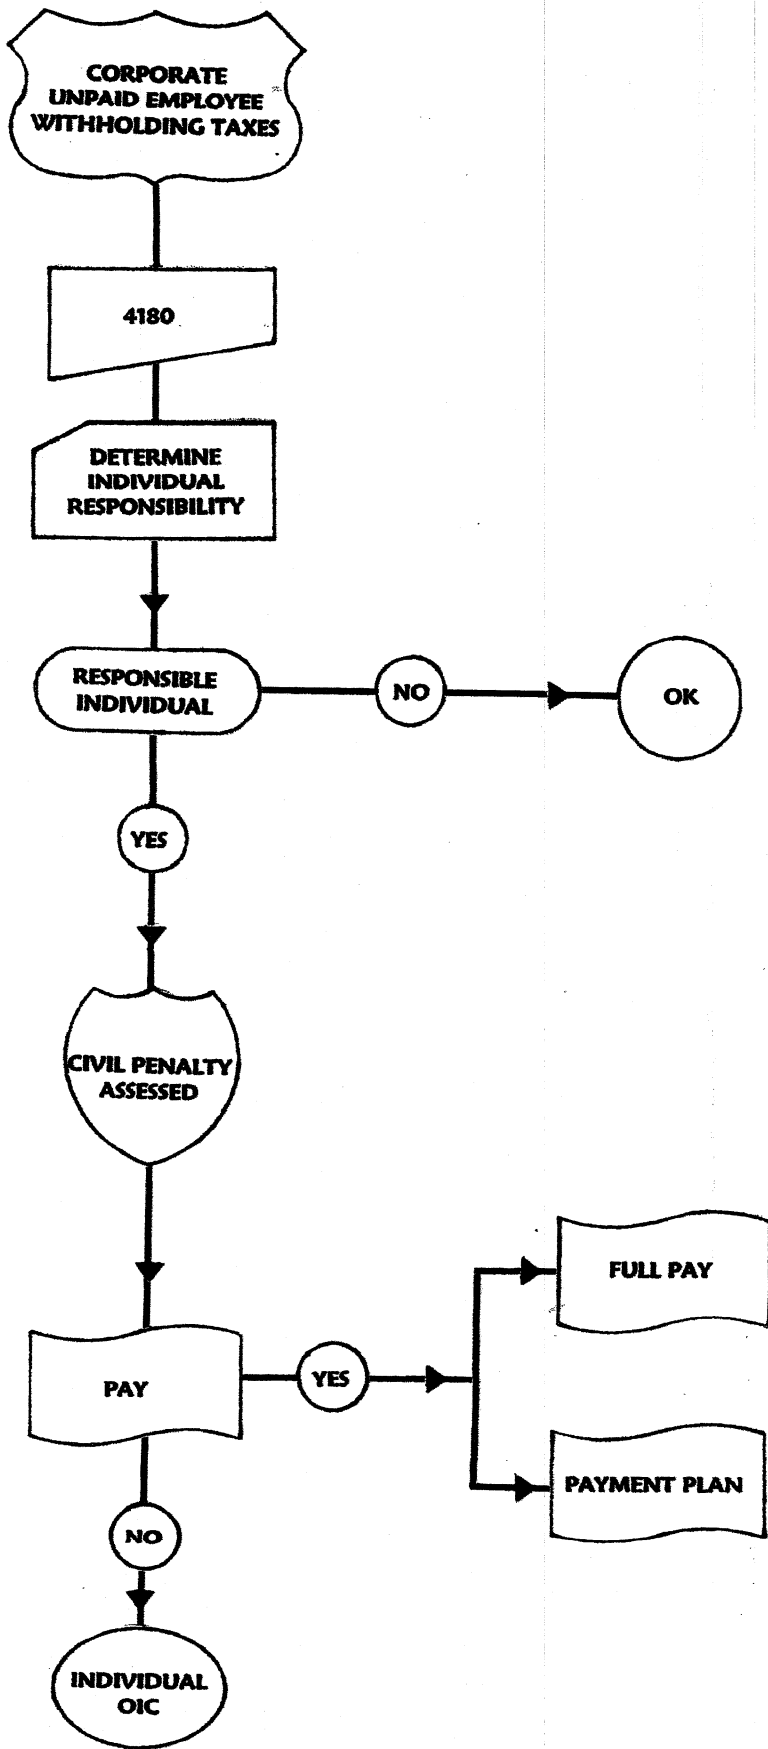 CORPORATE
UNPAID EMPLOYEE
WITHHOLDING TAXES
4180
DETERMINE
INDIVIDUAL
RESPONSIBILITY
RESPONSIBLE
INDIVIDUAL
NO
OK
YES
CIVIL PENALTY
ASSESSED
FULL PAY
PAY
YES
PAYMENT PLAN
NO
INDIVIDUAL
OIC